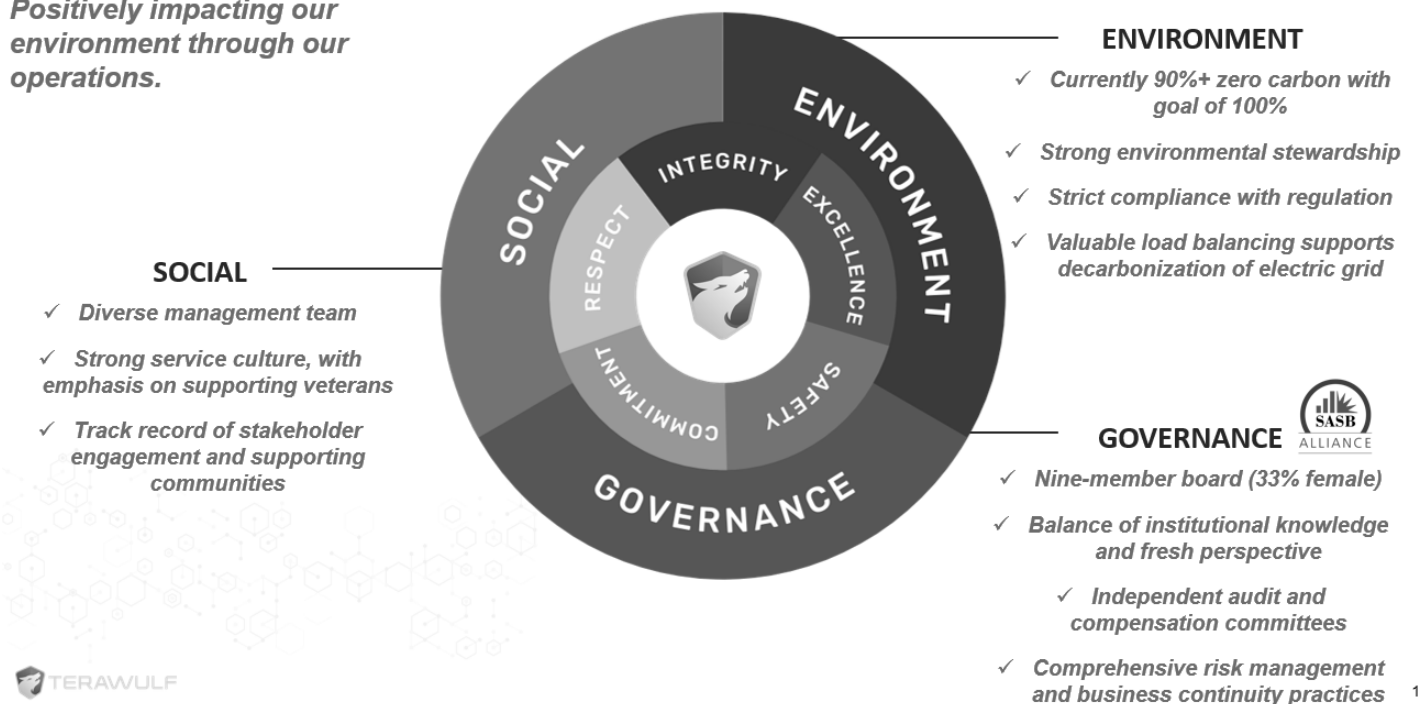 Positively impacting our
environment through our
operations.
SOCIAL
✓ Diverse management team
✓ Strong service culture, with
emphasis on supporting veterans
✓ Track record of stakeholder
engagement and supporting
communities
SOCIAL
ENVIRONMENT
GOVERNANCE
INTEGRITY
EXCELLENCE
SAFETY
COMMITMENT
RESPECT
ENVIRONMENT
✓ Currently 90%+ zero carbon with
goal of 100%
✓ Strong environmental stewardship
✓ Strict compliance with regulation
✓ Valuable load balancing supports
decarbonization of electric grid
GOVERNANCE
SASB
ALLIANCE
✓ Nine-member board (33% female)
✓ Balance of institutional knowledge
and fresh perspective
✓ Independent audit and
compensation committees
✓ Comprehensive risk management
and business continuity practices
TERAWULF
1